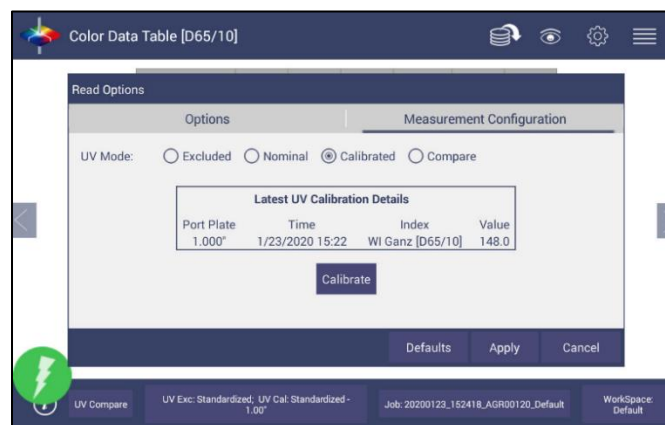 Color Data Table [D65/10]
Read Options
Options Measurement Configuration
UV Mode: Excluded Nominal Calibrated Compare
Latest UV Calibration Details
Port Plate Time Index Value
1.000" 1/23/2020 15:22 WI Ganz [D65/10] 148.0
Calibrate
Defaults Apply Cancel
UV Compare
UV Exc: Standardized; UV Cal: Standardized -
1.00"
Job: 20200123_152418_AGR00120_Default
WorkSpace:
Default